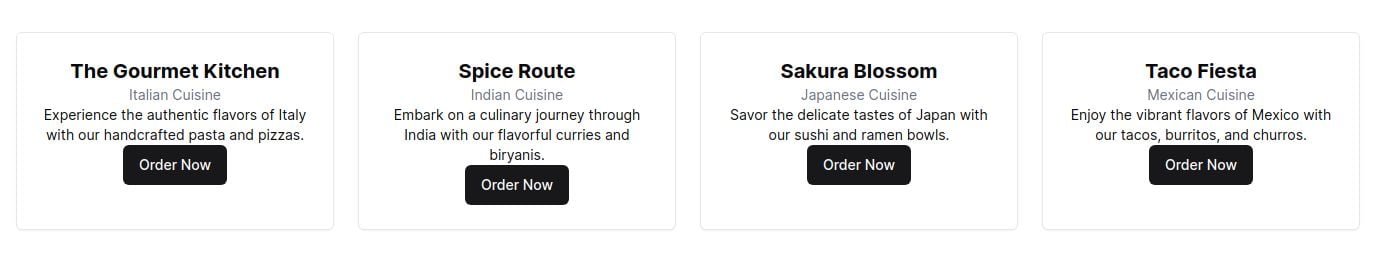 The Gourmet Kitchen
Italian Cuisine
Experience the authentic flavors of Italy
with our handcrafted pasta and pizzas.
Order Now
Spice Route
Indian Cuisine
Embark on a culinary journey through
India with our flavorful curries and
biryanis.
Order Now
Sakura Blossom
Japanese Cuisine
Savor the delicate tastes of Japan with
our sushi and ramen bowls.
Order Now
Taco Fiesta
Mexican Cuisine
Enjoy the vibrant flavors of Mexico with
our tacos, burritos, and churros.
Order Now